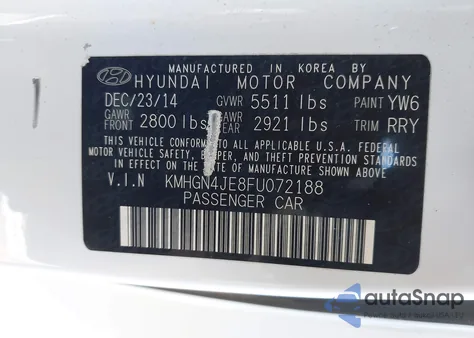 MANUFACTURED IN KOREA BY
HYUNDAI MOTOR COMPANY
DEC/23/14 GVWR 5511 lbs PAINT YW6
GAWR FRONT 2800 lbs GAWR REAR 2921 lbs TRIM RRY
THIS VEHICLE CONFORMS TO ALL APPLICABLE U.S.A. FEDERAL
MOTOR VEHICLE SAFETY, BUMPER, AND THEFT PREVENTION STANDARDS
IN EFFECT ON THE DATE OF MANUFACTURE SHOWN ABOVE.
V.I.N KMHGN4JE8FU072188
PASSENGER CAR
autoSnap